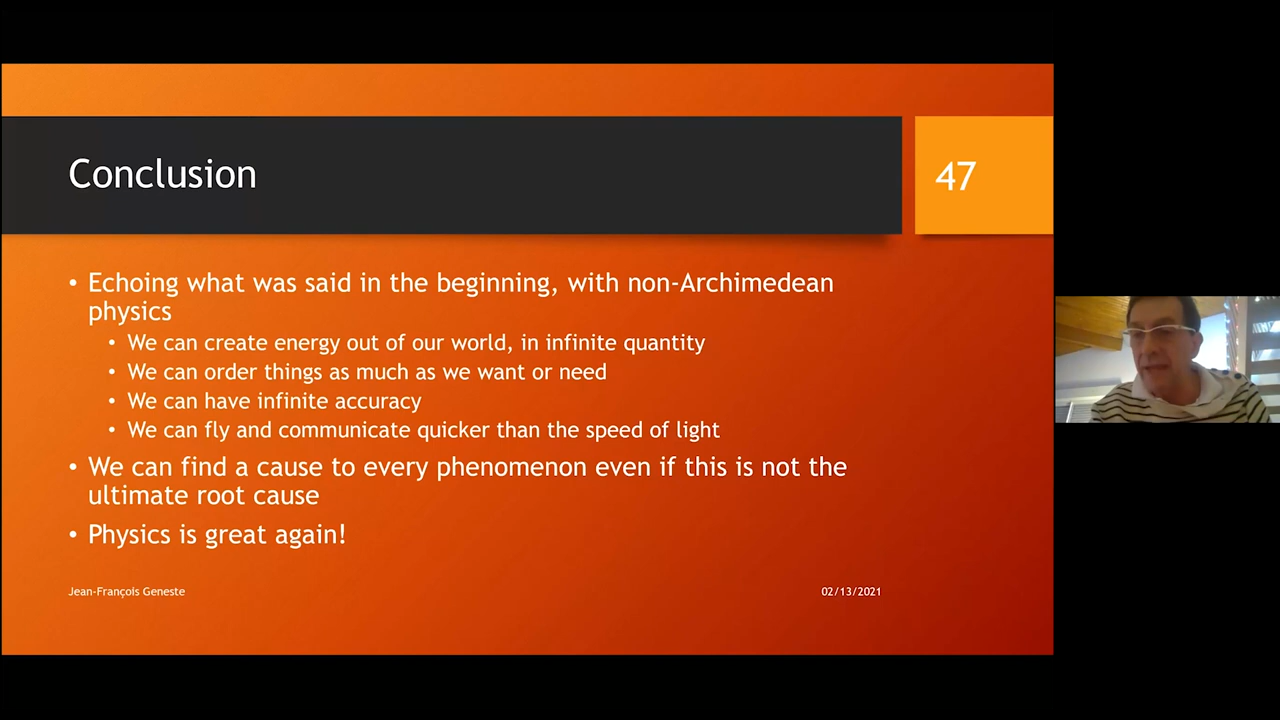 Conclusion
47
• Echoing what was said in the beginning, with non-Archimedean
physics
• We can create energy out of our world, in infinite quantity
• We can order things as much as we want or need
• We can have infinite accuracy
• We can fly and communicate quicker than the speed of light
• We can find a cause to every phenomenon even if this is not the
ultimate root cause
• Physics is great again!
Jean-François Geneste
02/13/2021